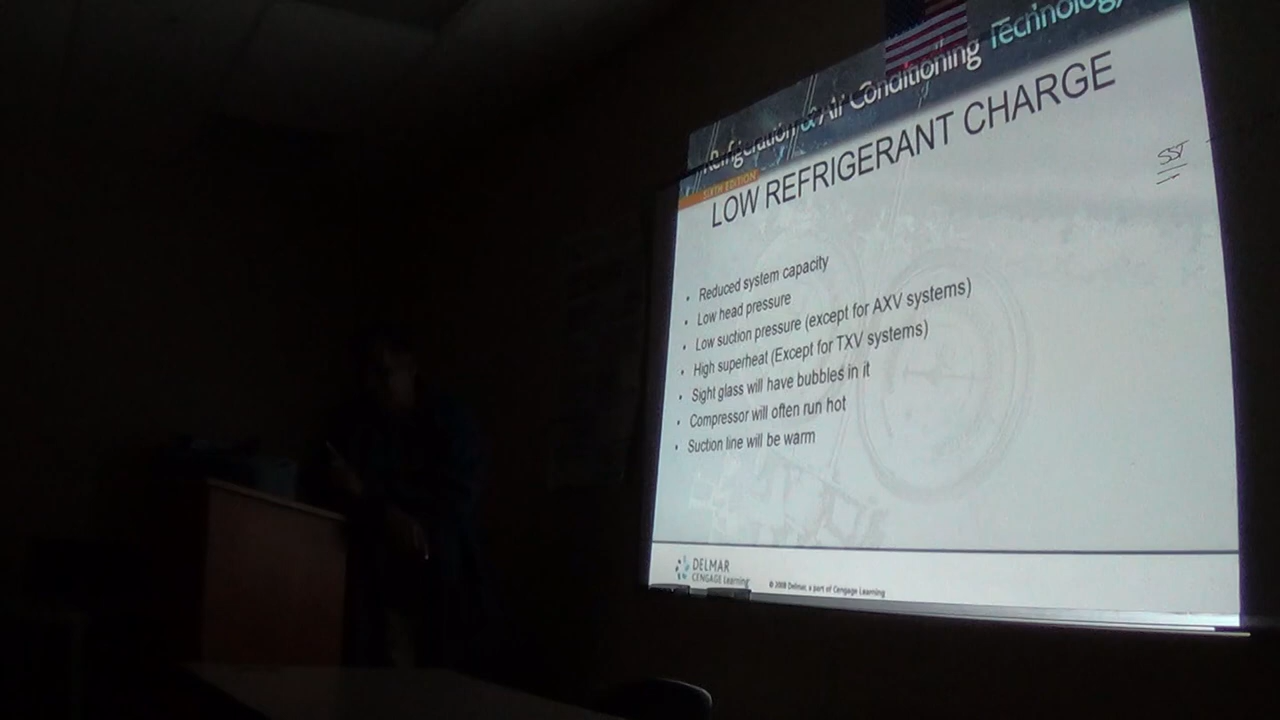 Refrigeration & Air Conditioning Technology
SIXTH EDITION
LOW REFRIGERANT CHARGE
SST
• Reduced system capacity
• Low head pressure
• Low suction pressure (except for AXV systems)
• High superheat (Except for TXV systems)
• Sight glass will have bubbles in it
• Compressor will often run hot
• Suction line will be warm
DELMAR
CENGAGE Learning
© 2009 Delmar, a part of Cengage Learning